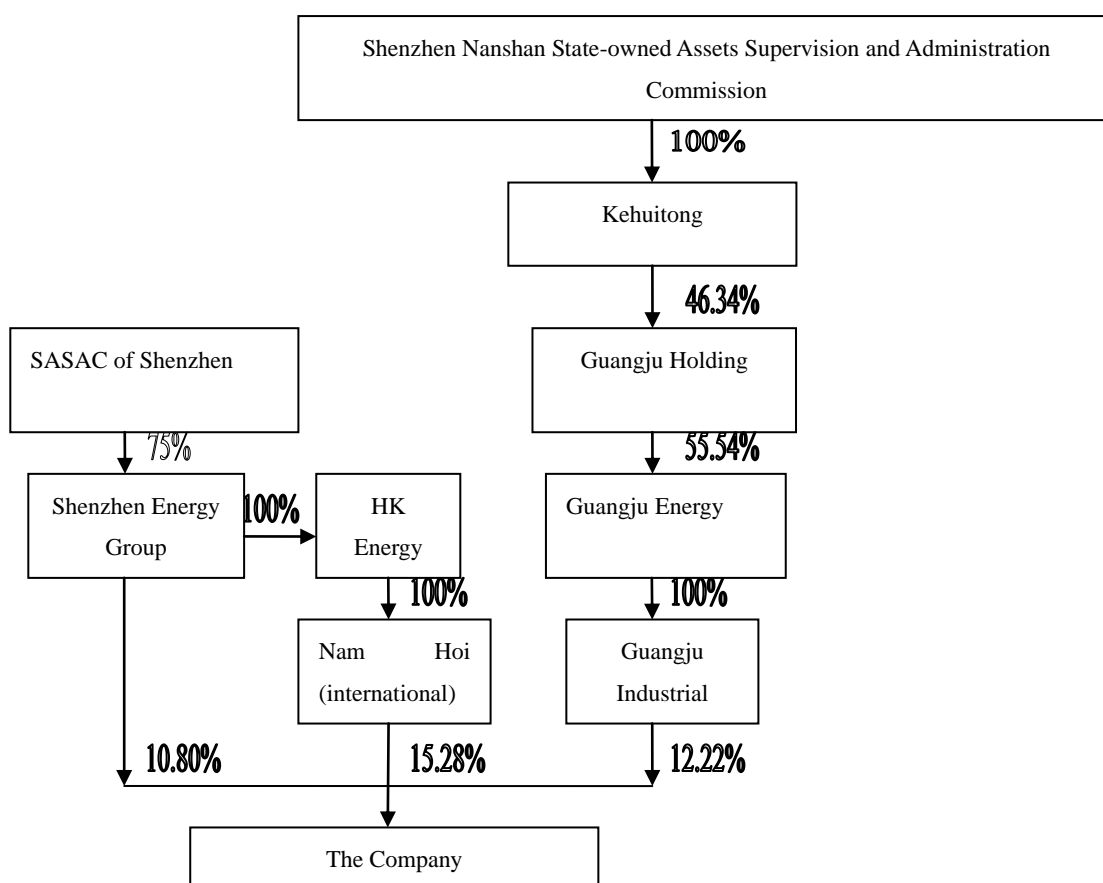 Shenzhen Nanshan State-owned Assets Supervision and Administration
Commission
100%
Kehuitong
46.34%
SASAC of Shenzhen
Guangju Holding
75%
55.54%
Shenzhen Energy
Group
100%
HK
Energy
Guangju Energy
100%
100%
Nam Hoi
(international)
Guangju
Industrial
10.80%
15.28%
12.22%
The Company